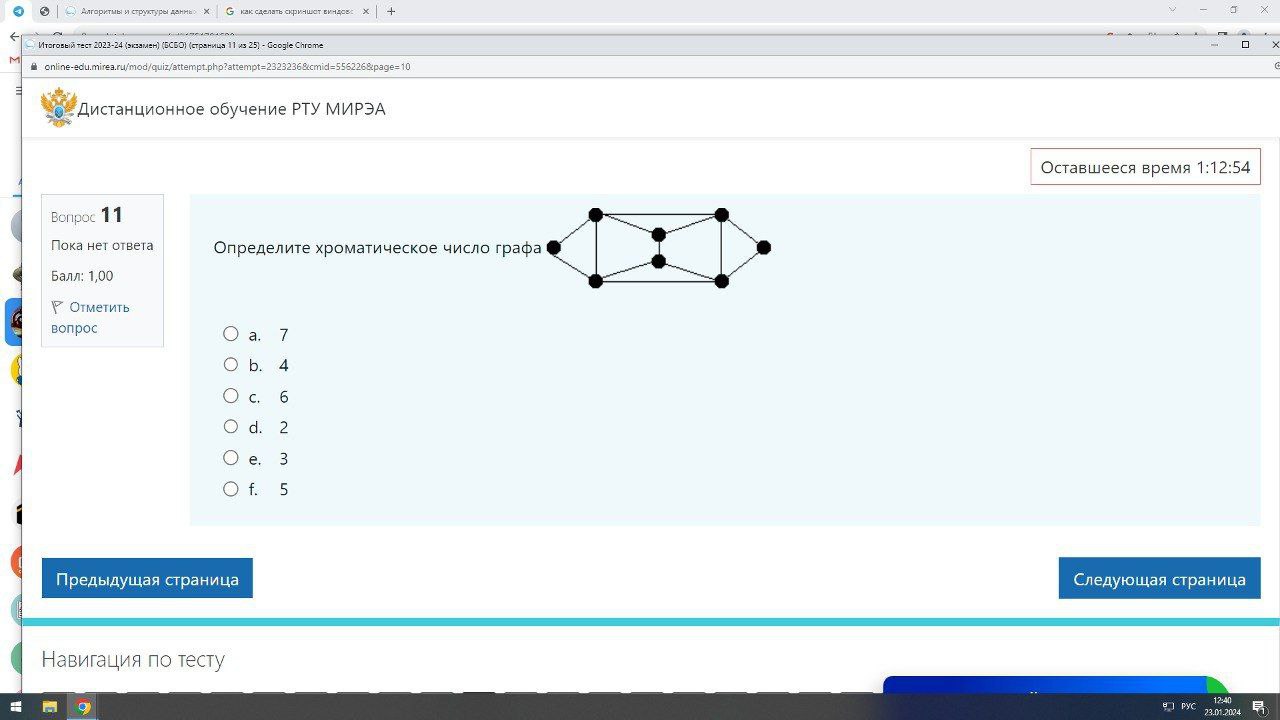 Алгоритмы и структуры данны
как сделать скриншот виндовс
Итоговый тест 2023-24 (экзамен) (БСБО) (страница 11 из 25) - Google Chrome
online-edu.mirea.ru/mod/quiz/attempt.php?attempt=2323236&cmid=556226&page=10
Дистанционное обучение РТУ МИРЭА
Оставшееся время 1:12:54
Вопрос 11
Пока нет ответа
Балл: 1,00
Отметить
вопрос
Определите хроматическое число графа
a. 7
b. 4
c. 6
d. 2
e. 3
f. 5
Предыдущая страница
Следующая страница
Навигация по тесту
РУС
12:40
23.01.2024